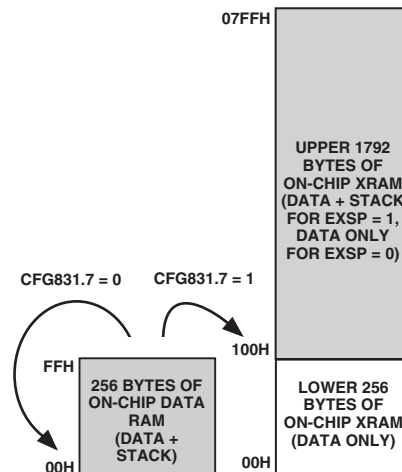 07FFH
UPPER 1792
BYTES OF
ON-CHIP XRAM
(DATA + STACK
FOR EXSP = 1,
DATA ONLY
FOR EXSP = 0)
CFG831.7 = 0
CFG831.7 = 1
100H
FFH
256 BYTES OF
ON-CHIP DATA
RAM
(DATA +
STACK)
00H
LOWER 256
BYTES OF
ON-CHIP XRAM
(DATA ONLY)
00H